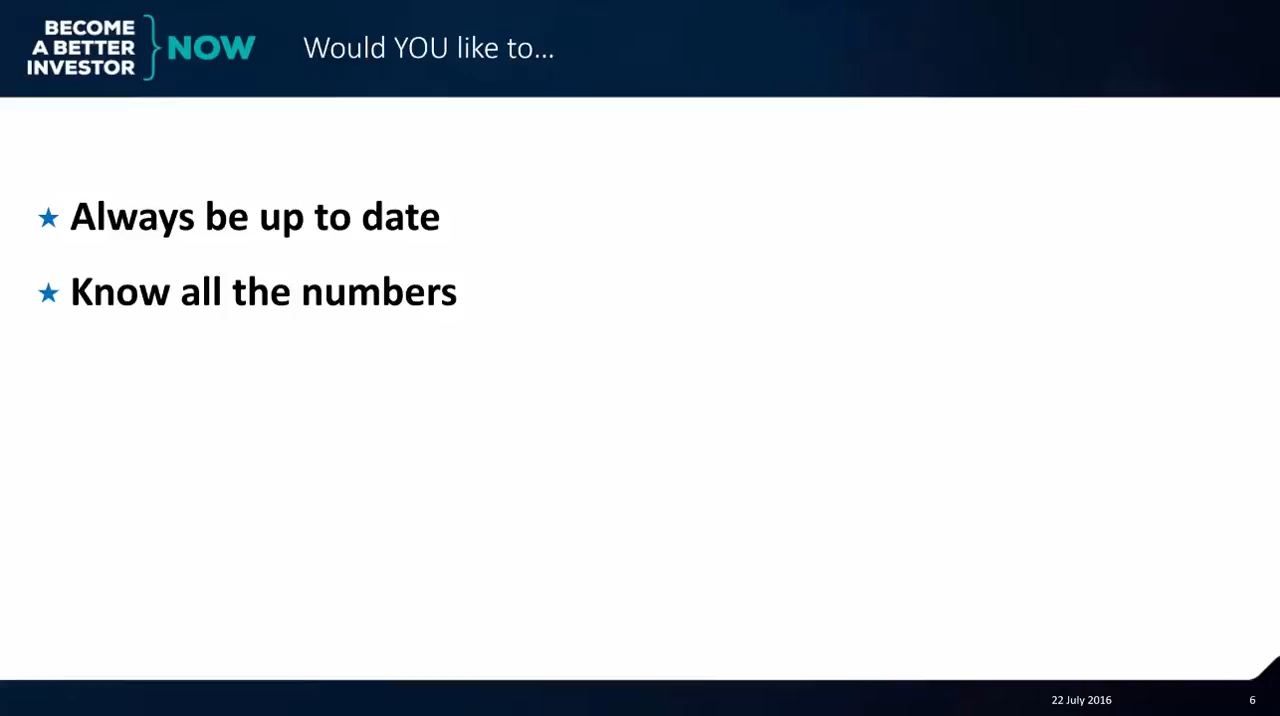 BECOME
A BETTER
INVESTOR
NOW
Would YOU like to...
Always be up to date
Know all the numbers
22 July 2016
6